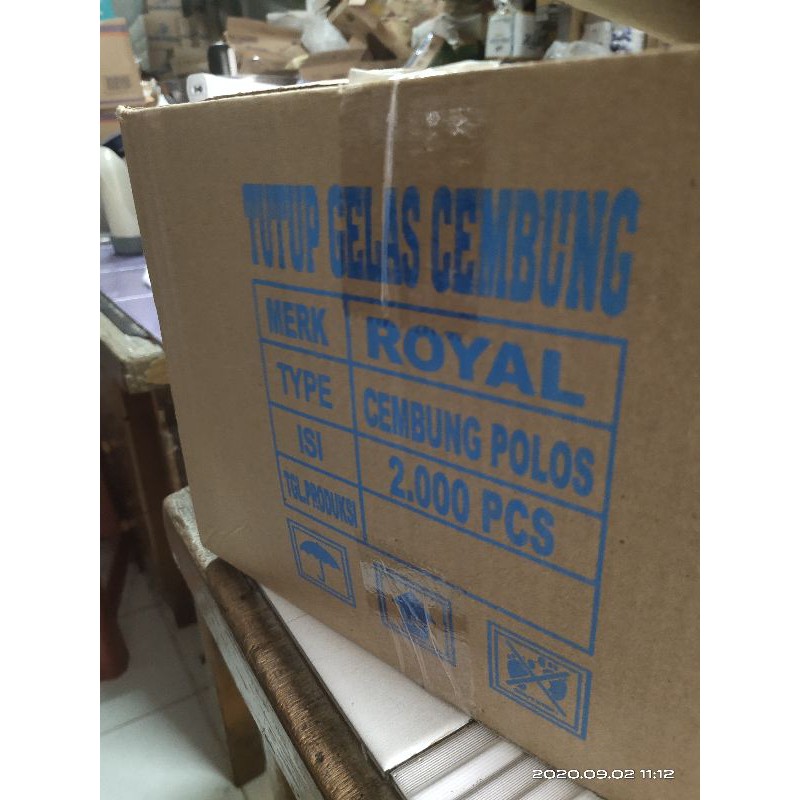 TUTUP GELAS CEMBUNG
MERK ROYAL
TYPE CEMBUNG POLOS
ISI 2.000 PCS
TGL.PRODUKSI
2020.09.02 11:12